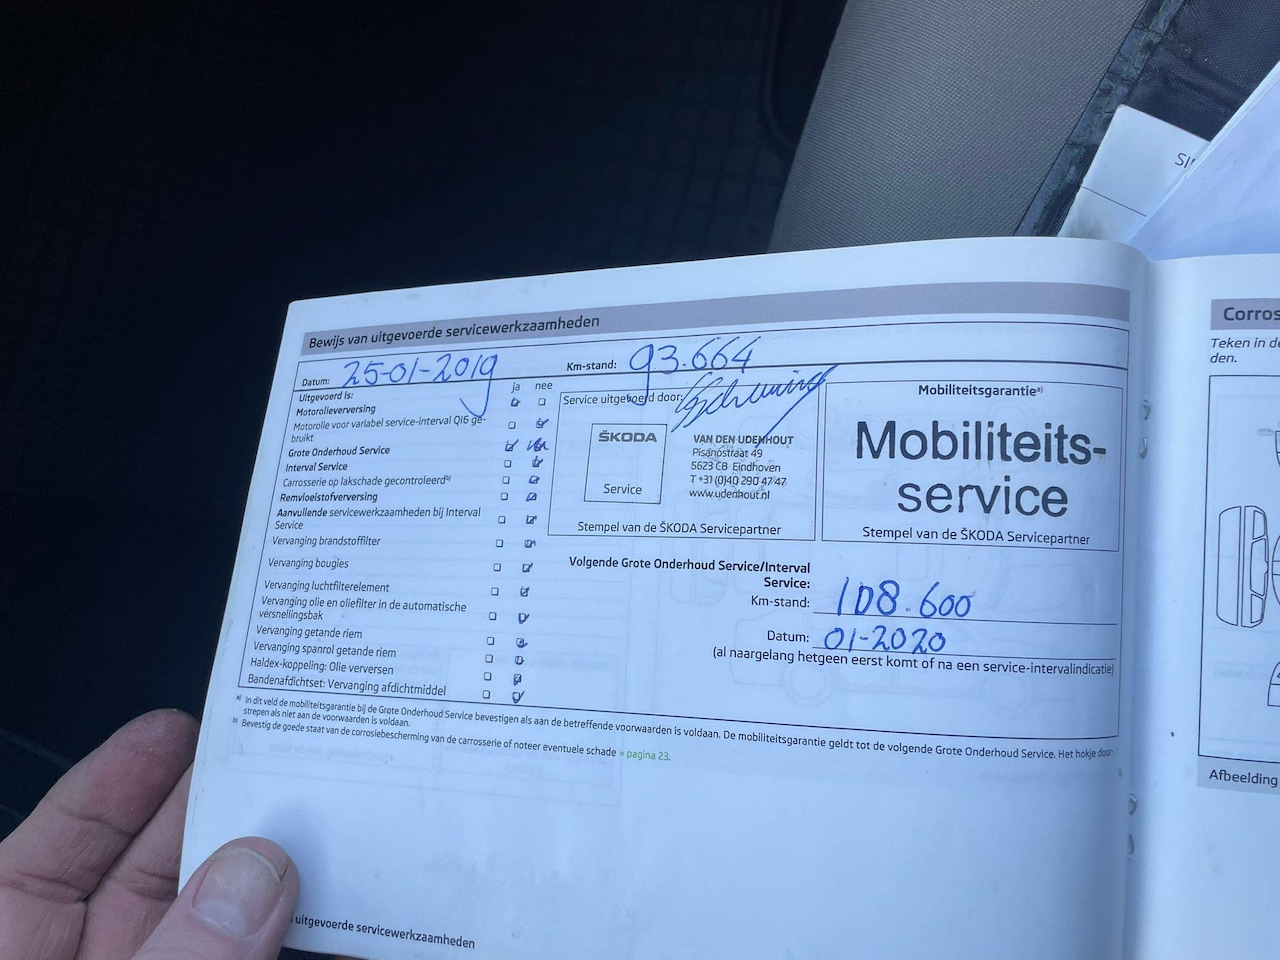 SI
Bewijs van uitgevoerde servicewerkzaamheden
Datum: 25-01-2019 Km-stand: 93.664
Uitgevoerd is: ja nee
Motorolieverversing
Motorolie voor variabel service-interval QI6 ge-
bruikt
Grote Onderhoud Service
Interval Service
Carrosserie op lakschade gecontroleerdᵇ⁾
Remvloeistofverversing
Aanvullende servicewerkzaamheden bij Interval
Service
Vervanging brandstoffilter
Vervanging bougies
Vervanging luchtfilterelement
Vervanging olie en oliefilter in de automatische
versnellingsbak
Vervanging getande riem
Vervanging spanrol getande riem
Haldex-koppeling: Olie verversen
Bandenafdichtset: Vervanging afdichtmiddel
Service uitgevoerd door:
ŠKODA
Service
VAN DEN UDENHOUT
Pisanostraat 49
5623 CB Eindhoven
T +31 (0)40 290 47 47
www.udenhout.nl
Stempel van de ŠKODA Servicepartner
Mobiliteitsgarantieᵃ⁾
Mobiliteits-
service
Stempel van de ŠKODA Servicepartner
Volgende Grote Onderhoud Service/Interval
Service:
Km-stand: 108.600
Datum: 01-2020
(al naargelang hetgeen eerst komt of na een service-intervalindicatie)
ᵃ⁾ In dit veld de mobiliteitsgarantie bij de Grote Onderhoud Service bevestigen als aan de betreffende voorwaarden is voldaan. De mobiliteitsgarantie geldt tot de volgende Grote Onderhoud Service. Het hokje door-
strepen als niet aan de voorwaarden is voldaan.
ᵇ⁾ Bevestig de goede staat van de corrosiebescherming van de carrosserie of noteer eventuele schade » pagina 23.
uitgevoerde servicewerkzaamheden
Corros
Teken in de
den.
Afbeelding